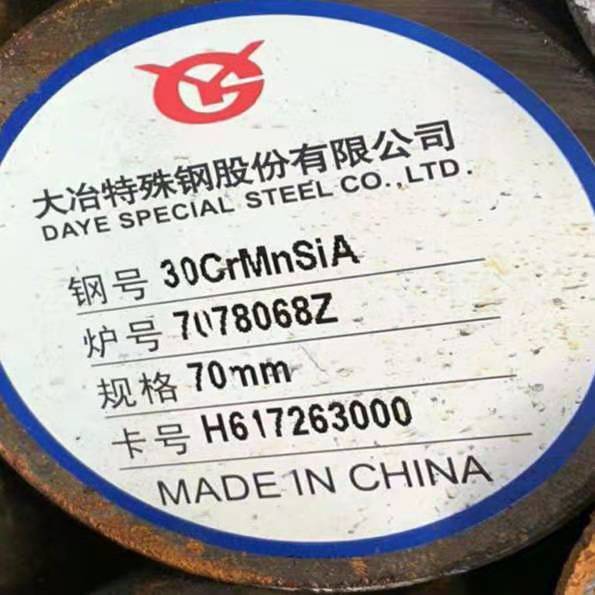 大冶特殊钢股份有限公司
DAYE SPECIAL STEEL CO., LTD.
钢号 30CrMnSiA
炉号 7078068Z
规格 70mm
卡号 H617263000
MADE IN CHINA